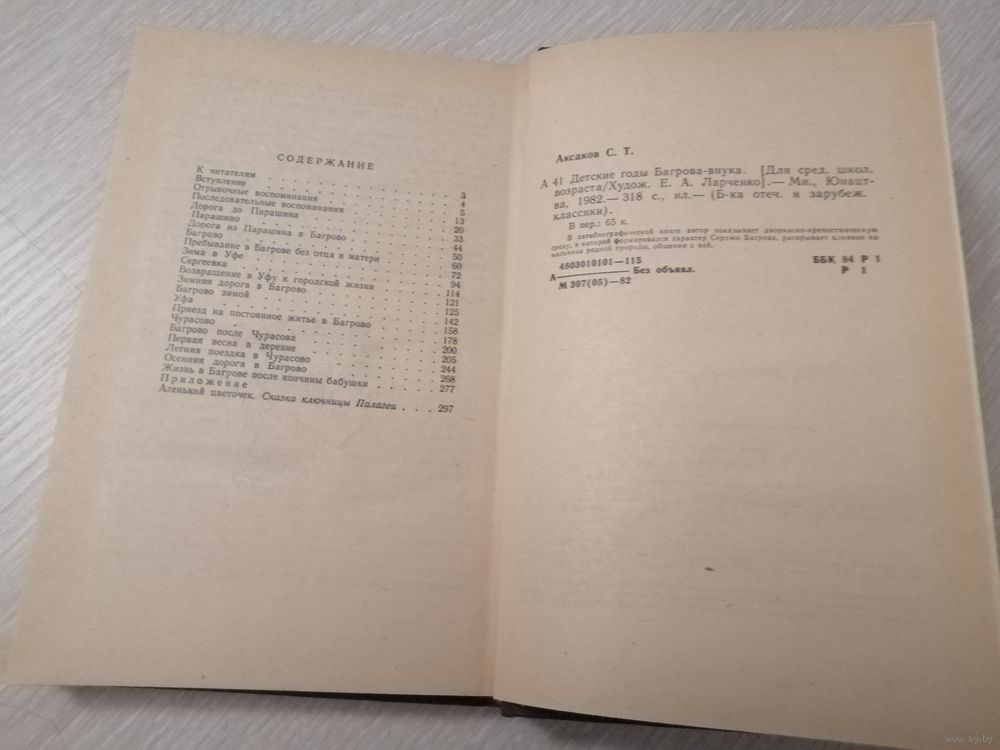 СОДЕРЖАНИЕ
К читателям . . . . . . . . . . 3
Вступление . . . . . . . . . . 4
Отрывочные воспоминания . . . . . . 5
Последовательные воспоминания . . . . . 13
Дорога до Парашина . . . . . . . 20
Парашино . . . . . . . . . . 33
Дорога из Парашина в Багрово . . . . . 44
Багрово . . . . . . . . . . 50
Пребывание в Багрове без отца и матери . . . 60
Зима в Уфе . . . . . . . . . 72
Сергеевка . . . . . . . . . . 94
Возвращение в Уфу к городской жизни . . . . 114
Зимняя дорога в Багрово . . . . . . 121
Багрово зимой . . . . . . . . 125
Уфа . . . . . . . . . . . 142
Приезд на постоянное житье в Багрово . . . . 158
Чурасово . . . . . . . . . . 178
Багрово после Чурасова . . . . . . 200
Первая весна в деревне . . . . . . 205
Летняя поездка в Чурасово . . . . . . 244
Осенняя дорога в Багрово . . . . . . 268
Жизнь в Багрове после кончины бабушки . . . . 277
Приложение
Аленький цветочек. Сказка ключницы Палагеи . . . 297
Аксаков С. Т.
А 41 Детские годы Багрова-внука. [Для сред. школ.
возраста/Худож. Е. А. Ларченко].— Мн., Юнацт-
ва, 1982.— 318 с., ил.— (Б-ка отеч. и зарубеж.
классики).
В пер.: 65 к.
В автобиографической книге автор показывает дворянско-крепостническую
среду, в которой формировался характер Сережи Багрова, раскрывает влияние на
мальчика родной природы, общения с ней.
А 4803010101—115 Без объявл.
М 307(05)—82
ББК 84 Р 1
Р 1
www.ay.by